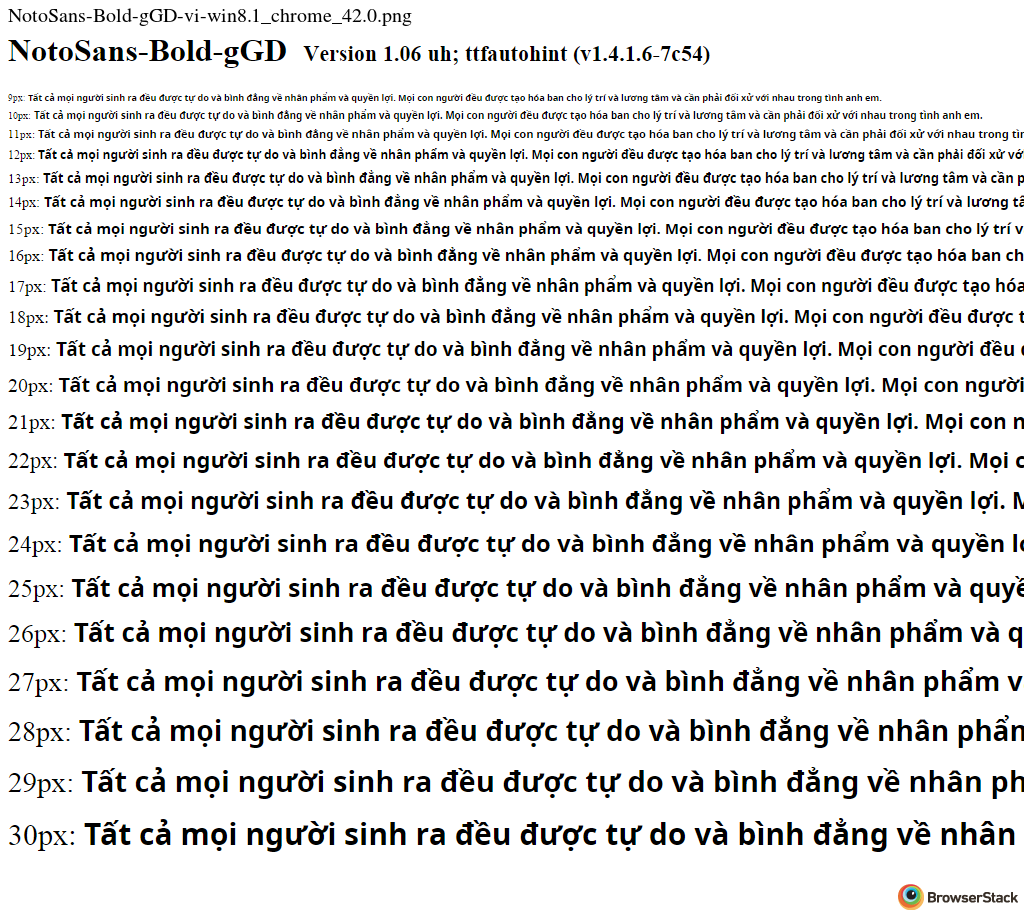 NotoSans-Bold-gGD-vi-win8.1_chrome_42.0.png
NotoSans-Bold-gGD Version 1.06 uh; ttfautohint (v1.4.1.6-7c54)
9px: Tất cả mọi người sinh ra đều được tự do và bình đẳng về nhân phẩm và quyền lợi. Mọi con người đều được tạo hóa ban cho lý trí và lương tâm và cần phải đối xử với nhau trong tình anh em.
10px: Tất cả mọi người sinh ra đều được tự do và bình đẳng về nhân phẩm và quyền lợi. Mọi con người đều được tạo hóa ban cho lý trí và lương tâm và cần phải đối xử với nhau trong tình anh em.
11px: Tất cả mọi người sinh ra đều được tự do và bình đẳng về nhân phẩm và quyền lợi. Mọi con người đều được tạo hóa ban cho lý trí và lương tâm và cần phải đối xử với nhau trong tìn
12px: Tất cả mọi người sinh ra đều được tự do và bình đẳng về nhân phẩm và quyền lợi. Mọi con người đều được tạo hóa ban cho lý trí và lương tâm và cần phải đối xử với
13px: Tất cả mọi người sinh ra đều được tự do và bình đẳng về nhân phẩm và quyền lợi. Mọi con người đều được tạo hóa ban cho lý trí và lương tâm và cần p
14px: Tất cả mọi người sinh ra đều được tự do và bình đẳng về nhân phẩm và quyền lợi. Mọi con người đều được tạo hóa ban cho lý trí và lương tâ
15px: Tất cả mọi người sinh ra đều được tự do và bình đẳng về nhân phẩm và quyền lợi. Mọi con người đều được tạo hóa ban cho lý trí v
16px: Tất cả mọi người sinh ra đều được tự do và bình đẳng về nhân phẩm và quyền lợi. Mọi con người đều được tạo hóa ban ch
17px: Tất cả mọi người sinh ra đều được tự do và bình đẳng về nhân phẩm và quyền lợi. Mọi con người đều được tạo hóa
18px: Tất cả mọi người sinh ra đều được tự do và bình đẳng về nhân phẩm và quyền lợi. Mọi con người đều được t
19px: Tất cả mọi người sinh ra đều được tự do và bình đẳng về nhân phẩm và quyền lợi. Mọi con người đều
20px: Tất cả mọi người sinh ra đều được tự do và bình đẳng về nhân phẩm và quyền lợi. Mọi con người
21px: Tất cả mọi người sinh ra đều được tự do và bình đẳng về nhân phẩm và quyền lợi. Mọi con n
22px: Tất cả mọi người sinh ra đều được tự do và bình đẳng về nhân phẩm và quyền lợi. Mọi c
23px: Tất cả mọi người sinh ra đều được tự do và bình đẳng về nhân phẩm và quyền lợi. M
24px: Tất cả mọi người sinh ra đều được tự do và bình đẳng về nhân phẩm và quyền lợ
25px: Tất cả mọi người sinh ra đều được tự do và bình đẳng về nhân phẩm và quyề
26px: Tất cả mọi người sinh ra đều được tự do và bình đẳng về nhân phẩm và q
27px: Tất cả mọi người sinh ra đều được tự do và bình đẳng về nhân phẩm v
28px: Tất cả mọi người sinh ra đều được tự do và bình đẳng về nhân phẩm
29px: Tất cả mọi người sinh ra đều được tự do và bình đẳng về nhân ph
30px: Tất cả mọi người sinh ra đều được tự do và bình đẳng về nhân
BrowserStack